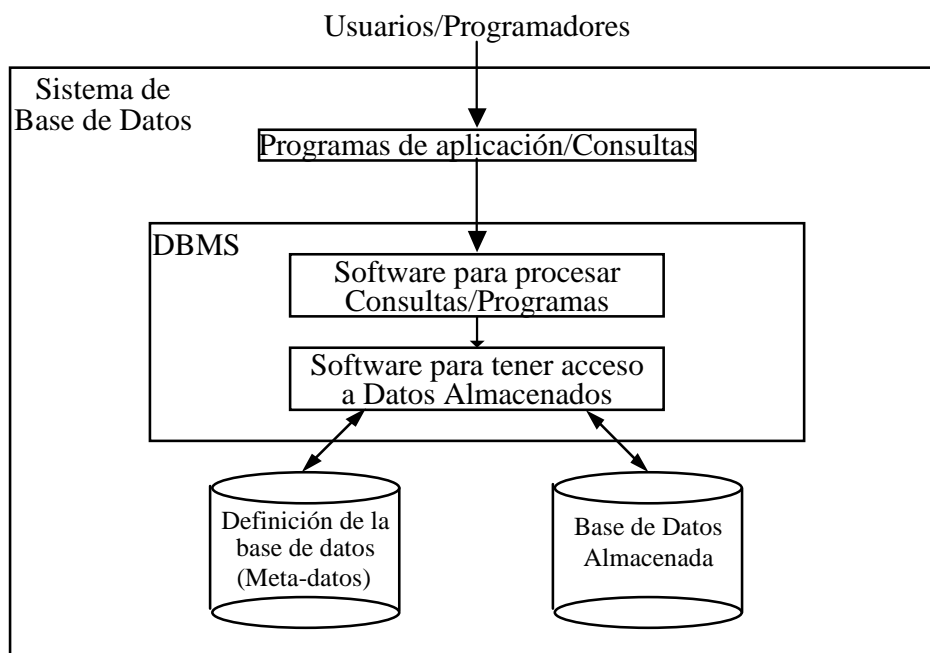 Usuarios/Programadores
Sistema de
Base de Datos
Programas de aplicación/Consultas
DBMS
Software para procesar
Consultas/Programas
Software para tener acceso
a Datos Almacenados
Definición de la
base de datos
(Meta-datos)
Base de Datos
Almacenada